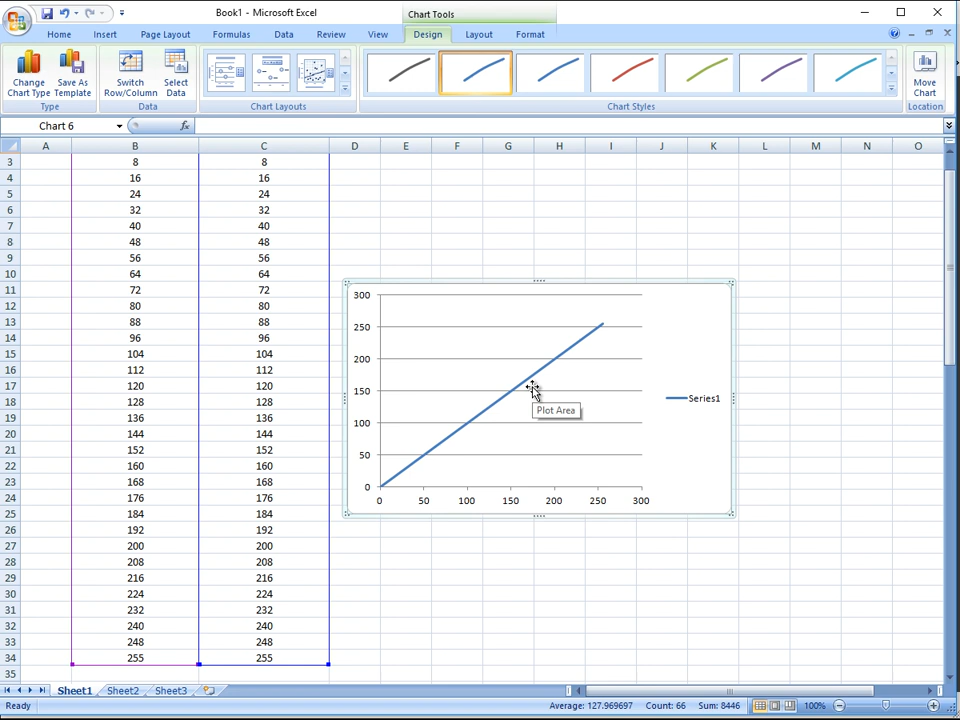 Book1 - Microsoft Excel
Chart Tools
Home Insert Page Layout Formulas Data Review View Design Layout Format
Change Chart Type
Save As Template
Switch Row/Column
Select Data
Move Chart
Type Data Chart Layouts Chart Styles Location
Chart 6 fx
A B C D E F G H I J K L M N O
3 8 8
4 16 16
5 24 24
6 32 32
7 40 40
8 48 48
9 56 56
10 64 64
11 72 72
12 80 80
13 88 88
14 96 96
15 104 104
16 112 112
17 120 120
18 128 128
19 136 136
20 144 144
21 152 152
22 160 160
23 168 168
24 176 176
25 184 184
26 192 192
27 200 200
28 208 208
29 216 216
30 224 224
31 232 232
32 240 240
33 248 248
34 255 255
35
300
250
200
150
100
50
0
0 50 100 150 200 250 300
Series1
Plot Area
Sheet1 Sheet2 Sheet3
Ready Average: 127.969697 Count: 66 Sum: 8446 100%